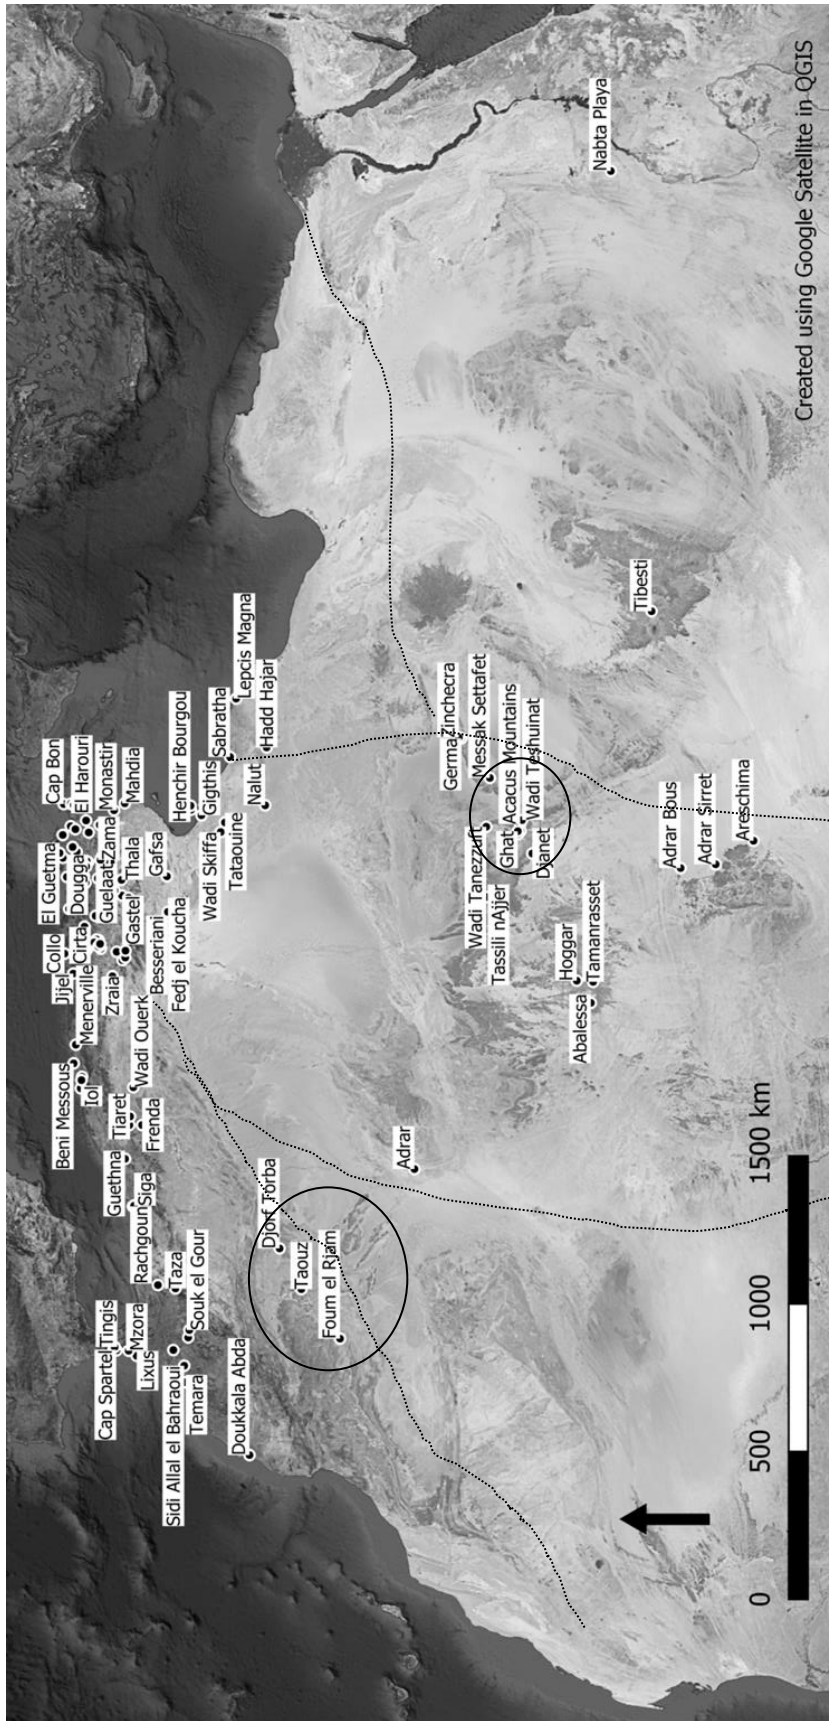 Cap Spartel
Tingis
Mzora
Lixus
Sidi Allal el Bahraoui
Temara
Doukkala Abda
Rachgoun
Siga
Taza
Souk el Gour
Guethna
Tiaret
Frenda
Beni Messous
Iol
Menerville
Wadi Ouerk
Jijel
Collo
Cirta
Zraia
Gastel
Besseriani
Fedj el Koucha
El Guetma
Dougga
Guelaat
Zama
Thala
Gafsa
Cap Bon
El Harouri
Monastir
Mahdia
Henchir Bourgou
Gigthis
Wadi Skiffa
Tataouine
Nalut
Sabratha
Lepcis Magna
Hadd Hajar
Djorf Torba
Taouz
Foum el Rjam
Adrar
Germa
Zinchecra
Messak Settafet
Acacus Mountains
Wadi Teshuinat
Wadi Tanezzuft
Ghat
Djanet
Tassili nAjjer
Hoggar
Tamanrasset
Abalessa
Adrar Bous
Adrar Sirret
Areschima
Tibesti
Nabta Playa
0 500 1000 1500 km
Created using Google Satellite in QGIS